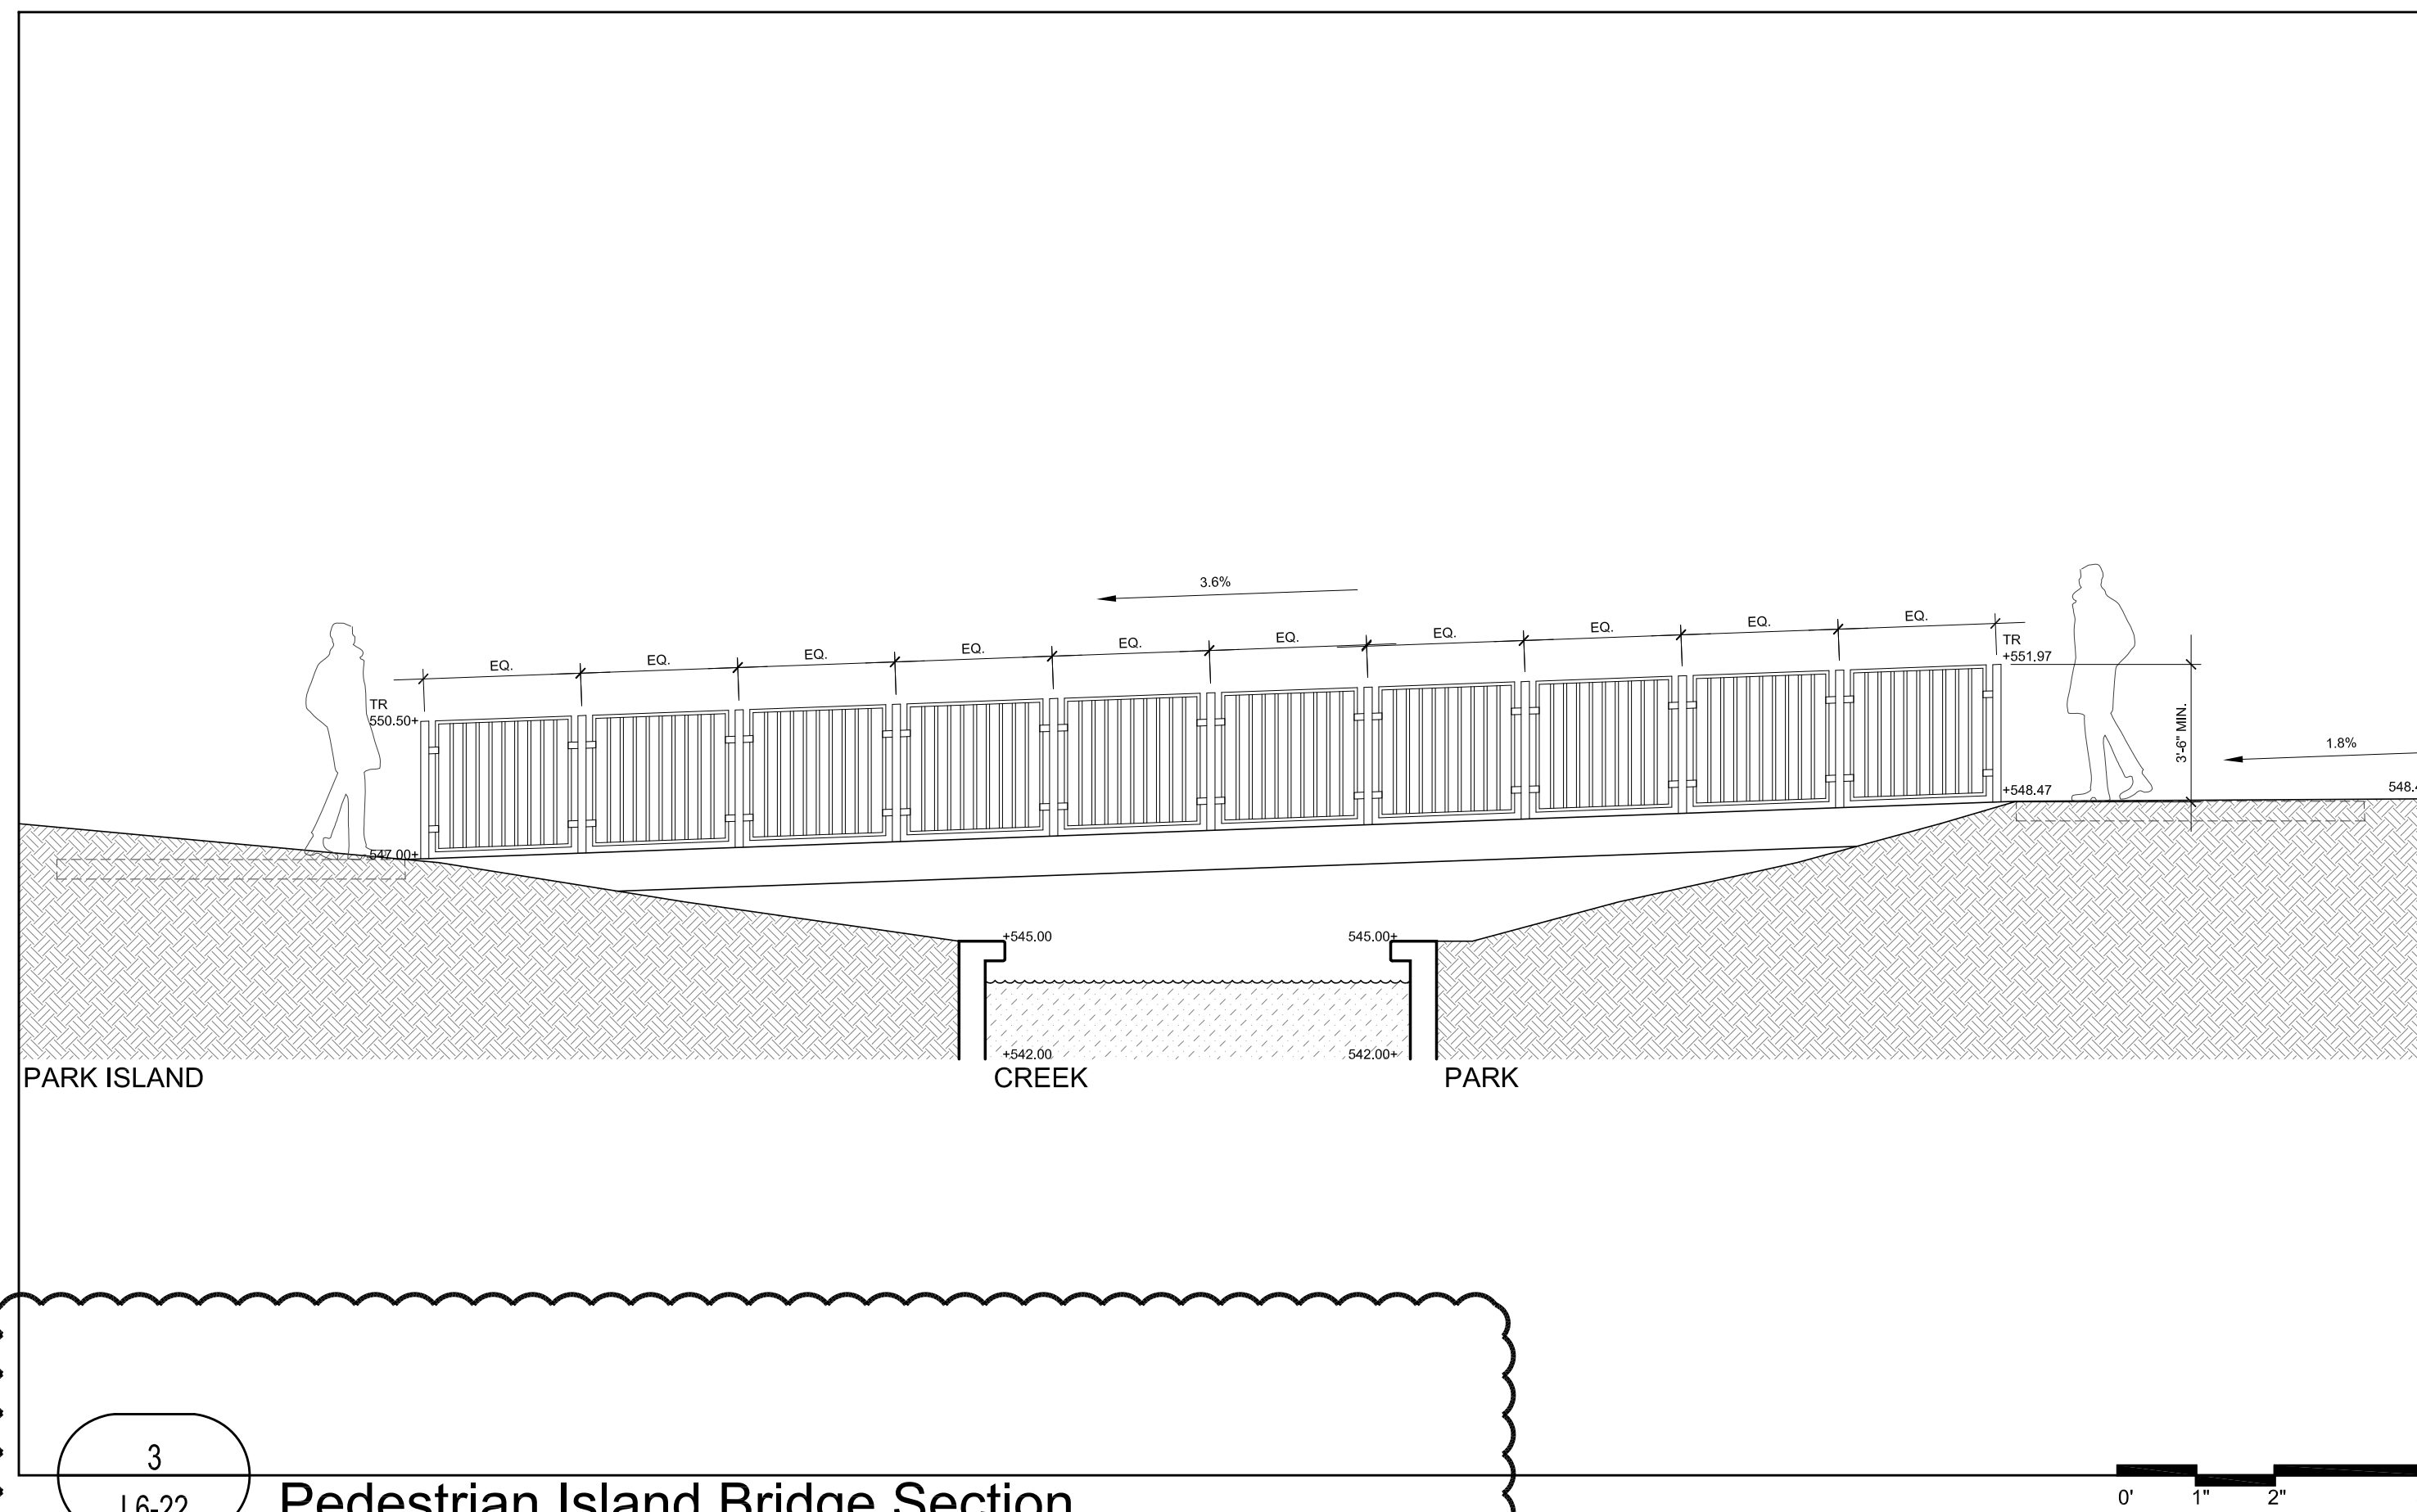 3.6%
EQ.
EQ.
EQ.
EQ.
EQ.
EQ.
EQ.
EQ.
EQ.
EQ.
TR
+551.97
TR
550.50+
3'-6" MIN.
1.8%
+548.47
548.4
547.00+
+545.00
545.00+
+542.00
542.00+
PARK ISLAND
CREEK
PARK
3
L6-22
Pedestrian Island Bridge Section
0'
1"
2"